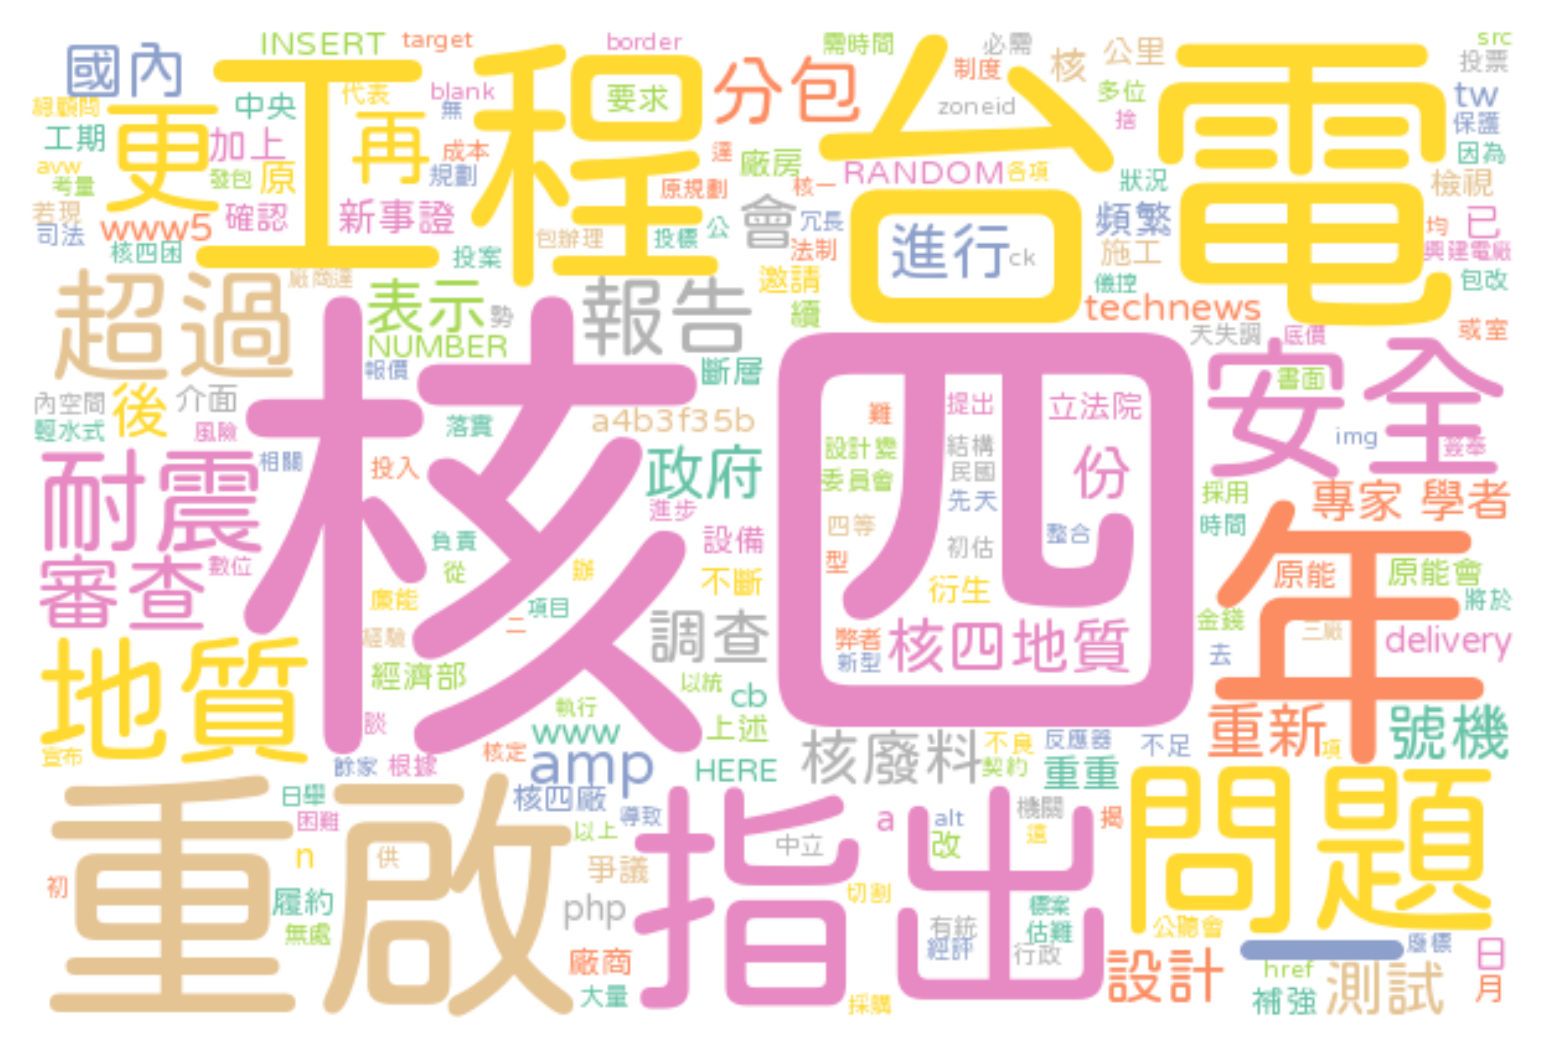 國內
INSERT
target
border
需時間
必需
核
公里
src
投票
工程
台電
分包
制度
總顧問
中央
代表
blank
無
要求
zoneid
多位
捨
tw
保護
更
再
工期
加上
成本
規劃
廠房
RANDOM
各項
狀況
因為
avw
考量
發包
原
原規劃
核一
檢視
若現
司法
www5
確認
新事證
會
冗長
公
法制
進行
ck
頻繁
施工
均
已
興建電廠
核四困
投案
包辦理
投標
邀請
儀控
包改
超過
表示
勢
NUMBER
報告
續
technews
天失調
底價
或室
核四
報價
斷層
安全
書面
內空間
輕水式
後
介面
風險
落實
a4b3f35b
難
提出
立法院
img
耐震
相關
投入
政府
設計變
委員會
結構
民國
先天
份
採用
時間
專家
學者
進步
四等
型
初估
整合
年
審查
數位
負責
從
設備
不斷
衍生
原能
原能會
將於
廉能
辦
項目
二
經驗
調查
弊者
新型
核四地質
金錢
去
三廠
delivery
地質
經濟部
以統
cb
談
執行
www
上述
核廢料
不良
契約
反應器
不足
重新
項
號機
宣布
餘家
根據
核定
amp
HERE
重重
重啟
核四廠
導致
以上
指出
問題
困難
n
供
爭議
中立
a
alt
改
機關
揭
初
履約
無處
php
切割
有統
經評
標案
估難
行政
公聽會
一
廠商
大量
採購
設計
href
補強
測試
日
月